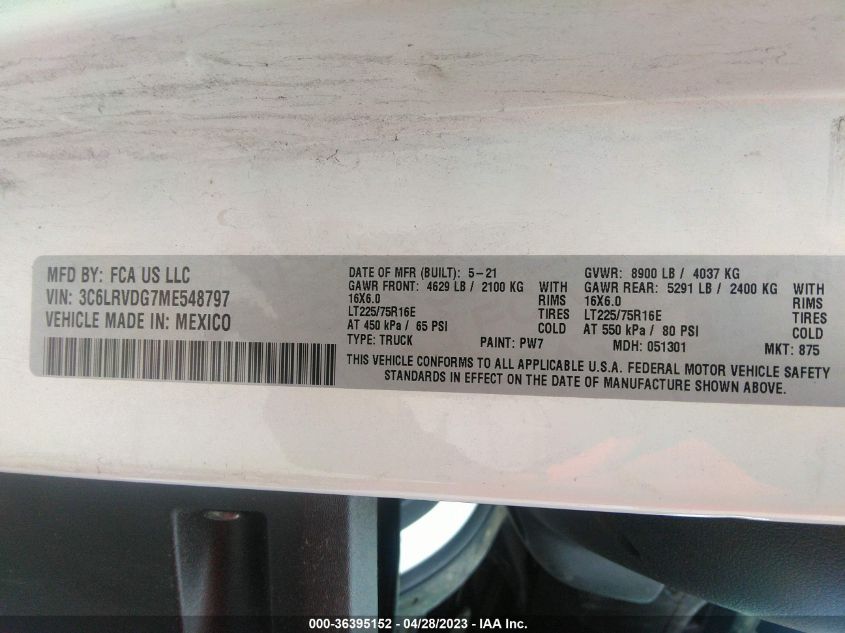 MFD BY: FCA US LLC
VIN: 3C6LRVDG7ME548797
VEHICLE MADE IN: MEXICO
DATE OF MFR (BUILT): 5-21
GVWR: 8900 LB / 4037 KG
GAWR FRONT: 4629 LB / 2100 KG WITH
16X6.0 RIMS
LT225/75R16E TIRES
AT 450 kPa / 65 PSI COLD
GAWR REAR: 5291 LB / 2400 KG WITH
16X6.0 RIMS
LT225/75R16E TIRES
AT 550 kPa / 80 PSI COLD
TYPE: TRUCK PAINT: PW7 MDH: 051301 MKT: 875
THIS VEHICLE CONFORMS TO ALL APPLICABLE U.S.A. FEDERAL MOTOR VEHICLE SAFETY
STANDARDS IN EFFECT ON THE DATE OF MANUFACTURE SHOWN ABOVE.
000-36395152 - 04/28/2023 - IAA Inc.